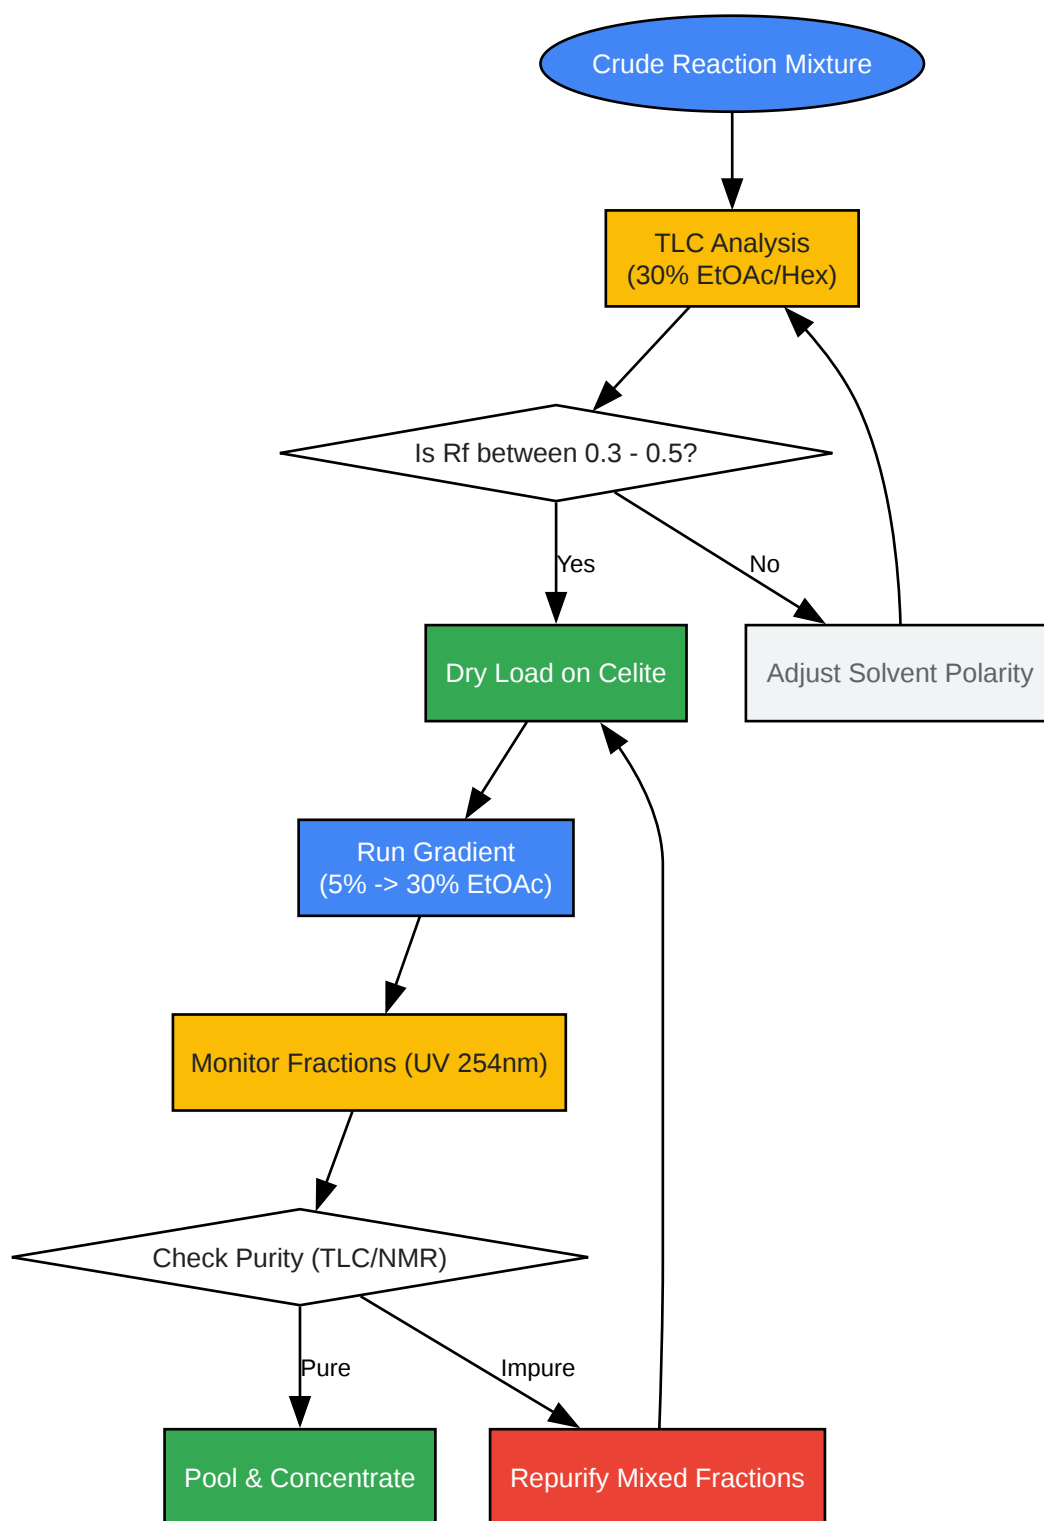 Crude Reaction Mixture
TLC Analysis
(30% EtOAc/Hex)
Is Rf between 0.3 - 0.5?
Yes
No
Dry Load on Celite
Adjust Solvent Polarity
Run Gradient
(5% -> 30% EtOAc)
Monitor Fractions (UV 254nm)
Check Purity (TLC/NMR)
Pure
Impure
Pool & Concentrate
Repurify Mixed Fractions